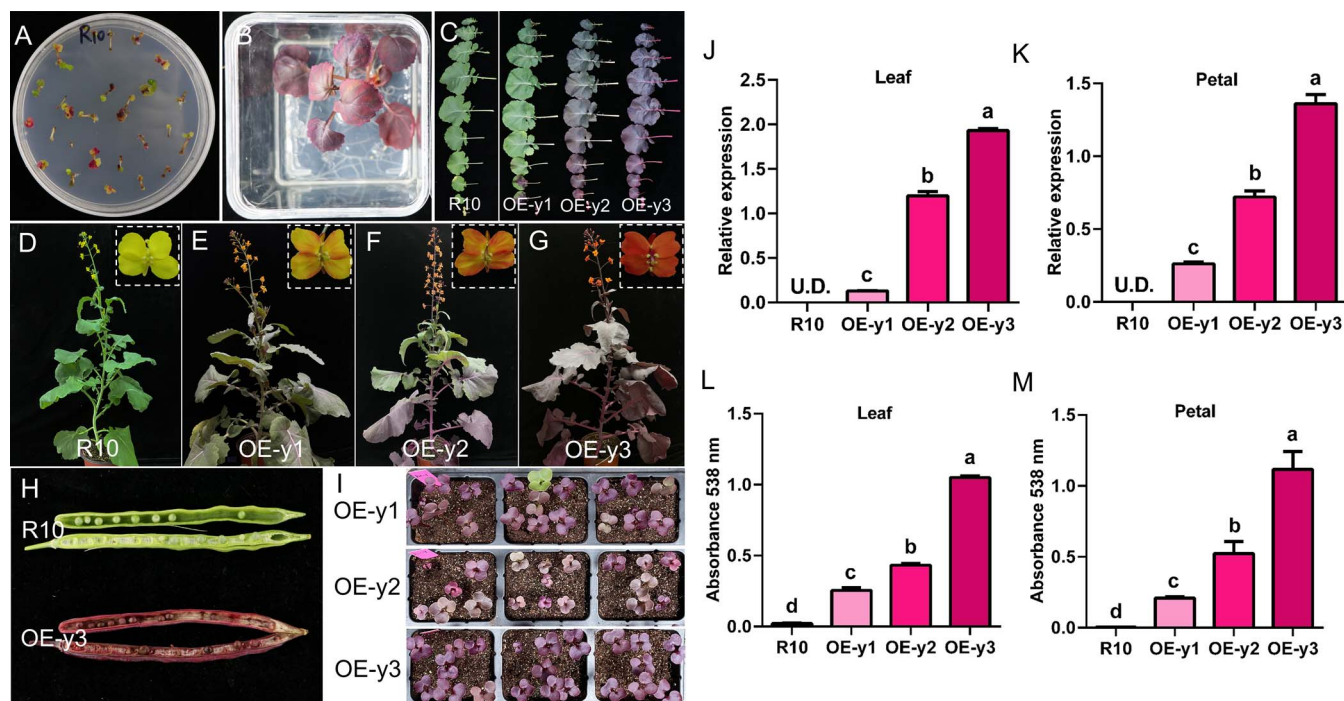 A
R10
B
C
R10 OE-y1 OE-y2 OE-y3
D
R10
E
OE-y1
F
OE-y2
G
OE-y3
H
R10
OE-y3
I
OE-y1
OE-y2
OE-y3
J
Leaf
Relative expression
2.5
2.0
1.5
1.0
0.5
0.0
U.D.
c
b
a
R10 OE-y1 OE-y2 OE-y3
K
Petal
Relative expression
1.5
1.0
0.5
0.0
U.D.
c
b
a
R10 OE-y1 OE-y2 OE-y3
L
Leaf
Absorbance 538 nm
1.5
1.0
0.5
0.0
d
c
b
a
R10 OE-y1 OE-y2 OE-y3
M
Petal
Absorbance 538 nm
1.5
1.0
0.5
0.0
d
c
b
a
R10 OE-y1 OE-y2 OE-y3